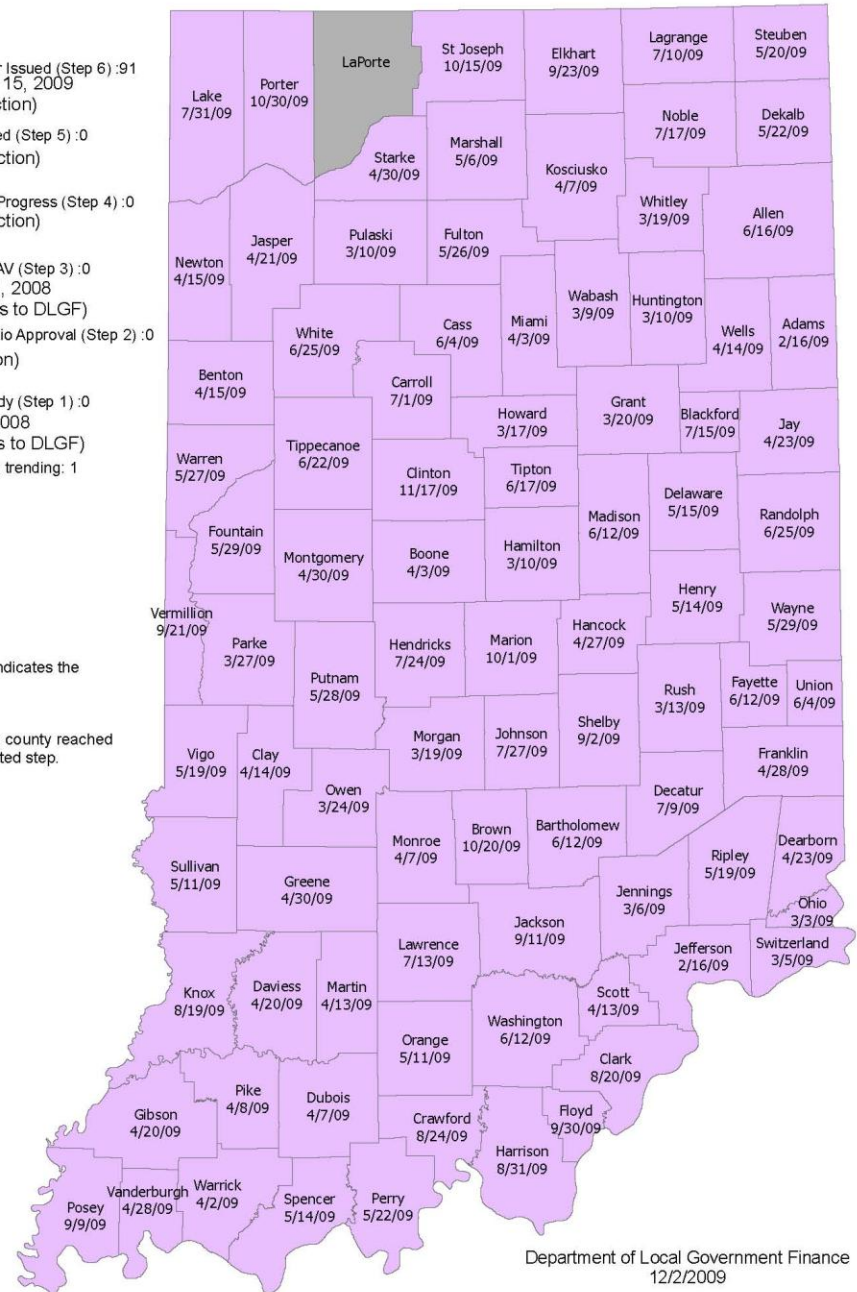 r Issued (Step 6) :91
15, 2009
ction)
ed (Step 5) :0
ction)
Progress (Step 4) :0
ction)
AV (Step 3) :0
, 2008
s to DLGF)
io Approval (Step 2) :0
on)
dy (Step 1) :0
008
s to DLGF)
trending: 1
ndicates the
county reached
ted step.
Lake
7/31/09
Porter
10/30/09
LaPorte
St Joseph
10/15/09
Elkhart
9/23/09
Lagrange
7/10/09
Steuben
5/20/09
Noble
7/17/09
Dekalb
5/22/09
Starke
4/30/09
Marshall
5/6/09
Kosciusko
4/7/09
Whitley
3/19/09
Allen
6/16/09
Newton
4/15/09
Jasper
4/21/09
Pulaski
3/10/09
Fulton
5/26/09
Wabash
3/9/09
Huntington
3/10/09
Miami
4/3/09
Wells
4/14/09
Adams
2/16/09
White
6/25/09
Cass
6/4/09
Benton
4/15/09
Carroll
7/1/09
Howard
3/17/09
Grant
3/20/09
Blackford
7/15/09
Jay
4/23/09
Warren
5/27/09
Tippecanoe
6/22/09
Clinton
11/17/09
Tipton
6/17/09
Madison
6/12/09
Delaware
5/15/09
Randolph
6/25/09
Fountain
5/29/09
Montgomery
4/30/09
Boone
4/3/09
Hamilton
3/10/09
Henry
5/14/09
Wayne
5/29/09
Vermillion
9/21/09
Parke
3/27/09
Putnam
5/28/09
Hendricks
7/24/09
Marion
10/1/09
Hancock
4/27/09
Rush
3/13/09
Fayette
6/12/09
Union
6/4/09
Vigo
5/19/09
Clay
4/14/09
Owen
3/24/09
Morgan
3/19/09
Johnson
7/27/09
Shelby
9/2/09
Franklin
4/28/09
Decatur
7/9/09
Sullivan
5/11/09
Greene
4/30/09
Monroe
4/7/09
Brown
10/20/09
Bartholomew
6/12/09
Jennings
3/6/09
Ripley
5/19/09
Dearborn
4/23/09
Ohio
3/3/09
Jackson
9/11/09
Lawrence
7/13/09
Jefferson
2/16/09
Switzerland
3/5/09
Knox
8/19/09
Daviess
4/20/09
Martin
4/13/09
Scott
4/13/09
Washington
6/12/09
Orange
5/11/09
Clark
8/20/09
Gibson
4/20/09
Pike
4/8/09
Dubois
4/7/09
Crawford
8/24/09
Floyd
9/30/09
Harrison
8/31/09
Posey
9/9/09
Vanderburgh
4/28/09
Warrick
4/2/09
Spencer
5/14/09
Perry
5/22/09
Department of Local Government Finance
12/2/2009